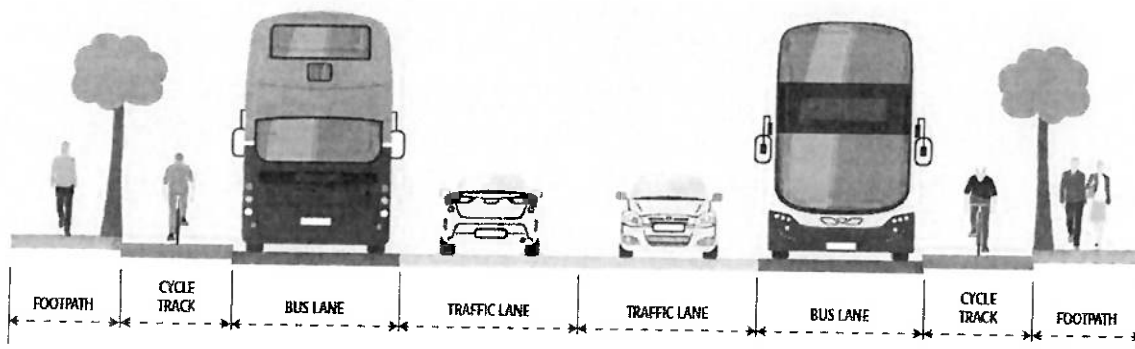 FOOTPATH
CYCLE
TRACK
BUS LANE
TRAFFIC LANE
TRAFFIC LANE
BUS LANE
CYCLE
TRACK
FOOTPATH